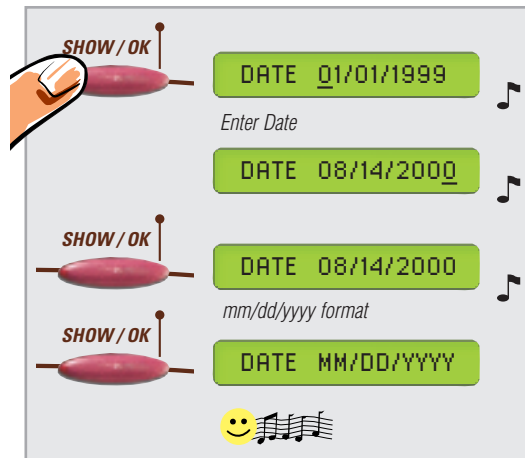 SHOW / OK
DATE 01/01/1999
Enter Date
DATE 08/14/2000
SHOW / OK
DATE 08/14/2000
mm/dd/yyyy format
SHOW / OK
DATE MM/DD/YYYY